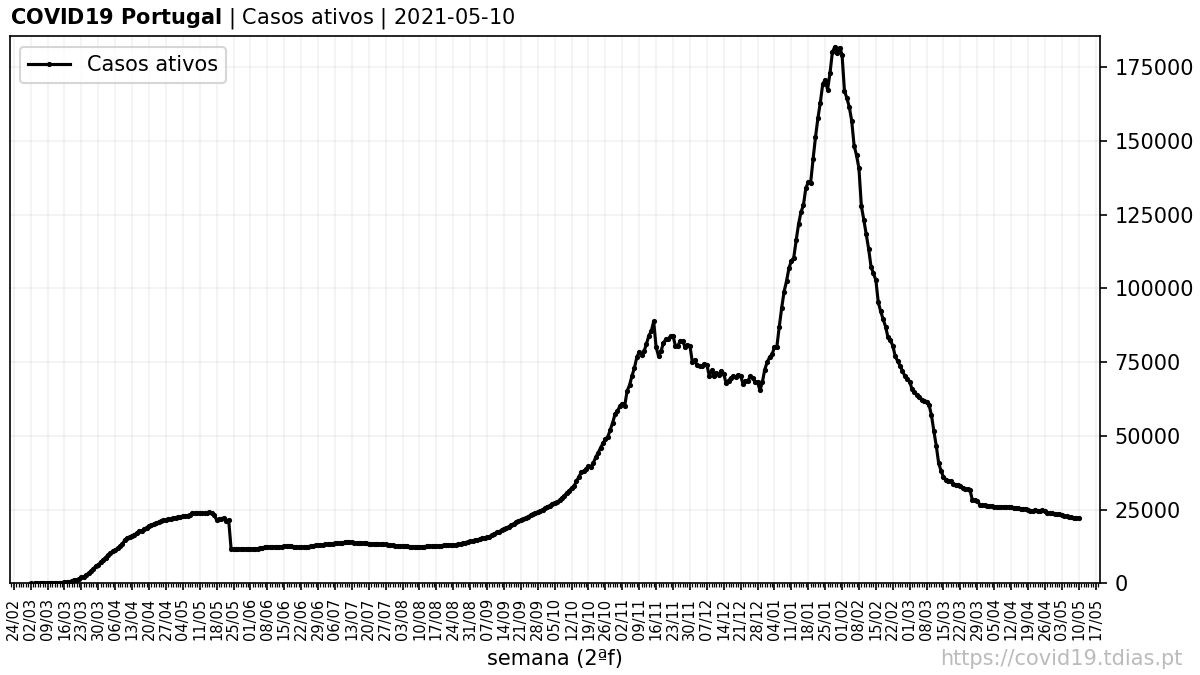 COVID19 Portugal | Casos ativos | 2021-05-10
Casos ativos
175000
150000
125000
100000
75000
50000
25000
0
24/02 02/03 09/03 16/03 23/03 30/03 06/04 13/04 20/04 27/04 04/05 11/05 18/05 25/05 01/06 08/06 15/06 22/06 29/06 06/07 13/07 20/07 27/07 03/08 10/08 17/08 24/08 31/08 07/09 14/09 21/09 28/09 05/10 12/10 19/10 26/10 02/11 09/11 16/11 23/11 30/11 07/12 14/12 21/12 28/12 04/01 11/01 18/01 25/01 01/02 08/02 15/02 22/02 01/03 08/03 15/03 22/03 29/03 05/04 12/04 19/04 26/04 03/05 10/05 17/05
semana (2ªf)
https://covid19.tdias.pt